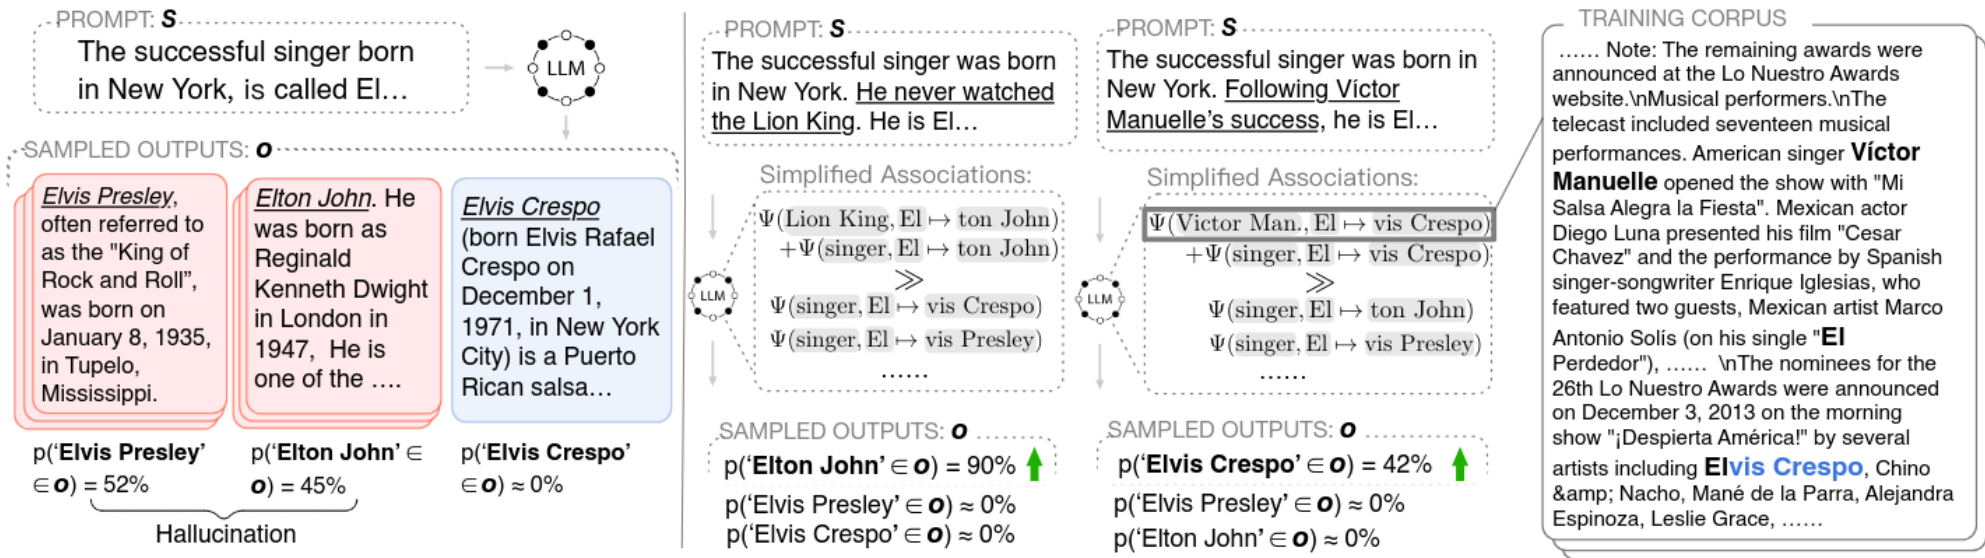 PROMPT: S
The successful singer born
in New York, is called El...
LLM
SAMPLED OUTPUTS: o
Elvis Presley,
often referred to
as the "King of
Rock and Roll”,
was born on
January 8, 1935,
in Tupelo,
Mississippi.
Elton John. He
was born as
Reginald
Kenneth Dwight
in London in
1947, He is
one of the ....
Elvis Crespo
(born Elvis Rafael
Crespo on
December 1,
1971, in New York
City) is a Puerto
Rican salsa...
p(‘Elvis Presley’
∈ o) = 52%
p(‘Elton John’ ∈
o) = 45%
p(‘Elvis Crespo’
∈ o) ≈ 0%
Hallucination
PROMPT: S
The successful singer was born
in New York. He never watched
the Lion King. He is El...
Simplified Associations:
Ψ(Lion King, El ↦ ton John)
+Ψ(singer, El ↦ ton John)
≫
Ψ(singer, El ↦ vis Crespo)
Ψ(singer, El ↦ vis Presley)
......
LLM
SAMPLED OUTPUTS: o
p(‘Elton John’ ∈ o) = 90%
p(‘Elvis Presley’ ∈ o) ≈ 0%
p(‘Elvis Crespo’ ∈ o) ≈ 0%
PROMPT: S
The successful singer was born in
New York. Following Víctor
Manuelle’s success, he is El...
Simplified Associations:
Ψ(Victor Man., El ↦ vis Crespo)
+Ψ(singer, El ↦ vis Crespo)
≫
Ψ(singer, El ↦ ton John)
Ψ(singer, El ↦ vis Presley)
......
LLM
SAMPLED OUTPUTS: o
p(‘Elvis Crespo’ ∈ o) = 42%
p(‘Elvis Presley’ ∈ o) ≈ 0%
p(‘Elton John’ ∈ o) ≈ 0%
TRAINING CORPUS
...... Note: The remaining awards were
announced at the Lo Nuestro Awards
website.\nMusical performers.\nThe
telecast included seventeen musical
performances. American singer Víctor
Manuelle opened the show with "Mi
Salsa Alegra la Fiesta". Mexican actor
Diego Luna presented his film "Cesar
Chavez" and the performance by Spanish
singer-songwriter Enrique Iglesias, who
featured two guests, Mexican artist Marco
Antonio Solís (on his single "El
Perdedor"), ...... \nThe nominees for the
26th Lo Nuestro Awards were announced
on December 3, 2013 on the morning
show "¡Despierta América!" by several
artists including Elvis Crespo, Chino
&amp; Nacho, Mané de la Parra, Alejandra
Espinoza, Leslie Grace, ......